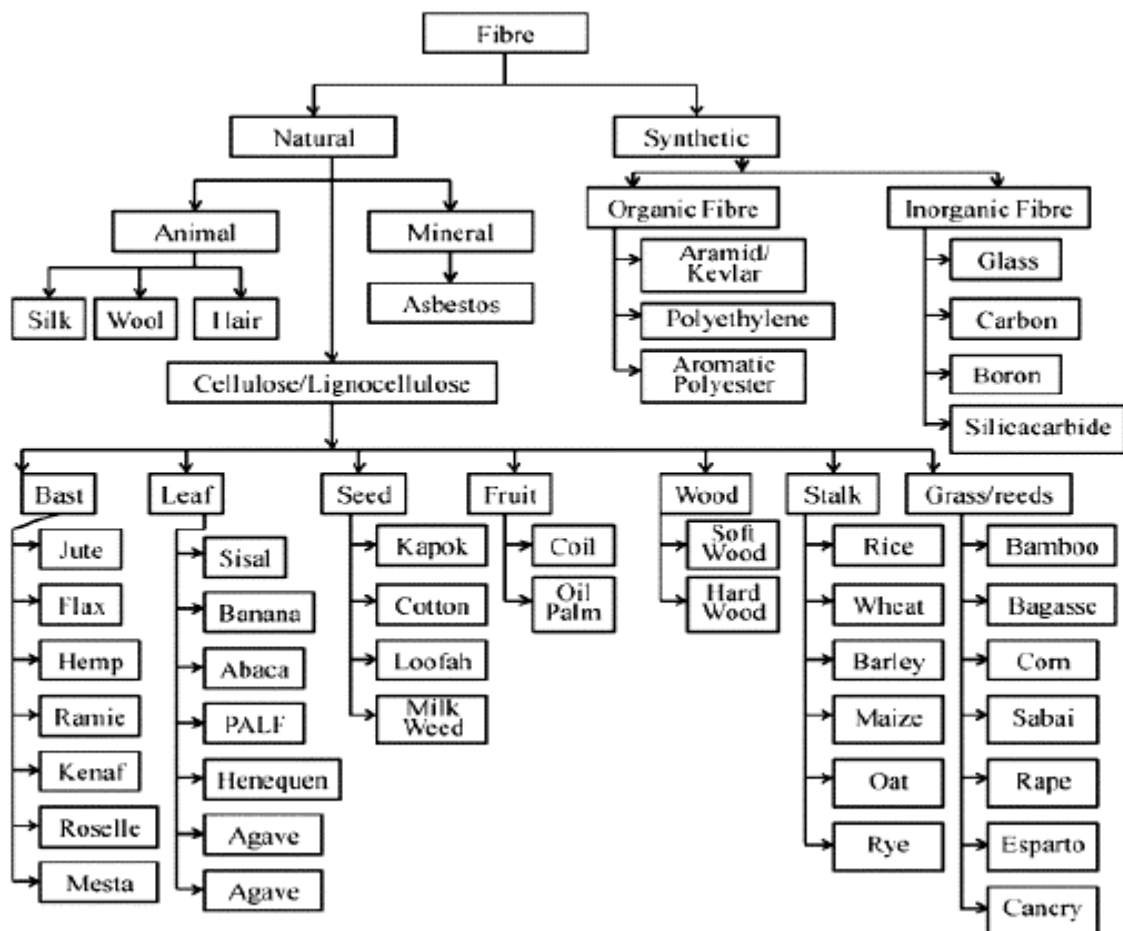 Fibre
Natural
Synthetic
Animal
Mineral
Organic Fibre
Inorganic Fibre
Silk
Wool
Hair
Asbestos
Aramid/
Kevlar
Polyethylene
Aromatic
Polyester
Glass
Carbon
Boron
Silicacarbide
Cellulose/Lignocellulose
Bast
Leaf
Seed
Fruit
Wood
Stalk
Grass/reeds
Jute
Flax
Hemp
Ramie
Kenaf
Roselle
Mesta
Sisal
Banana
Abaca
PALF
Henequen
Agave
Agave
Kapok
Cotton
Loofah
Milk
Weed
Coil
Oil
Palm
Soft
Wood
Hard
Wood
Rice
Wheat
Barley
Maize
Oat
Rye
Bamboo
Bagasse
Corn
Sabai
Rape
Esparto
Canery